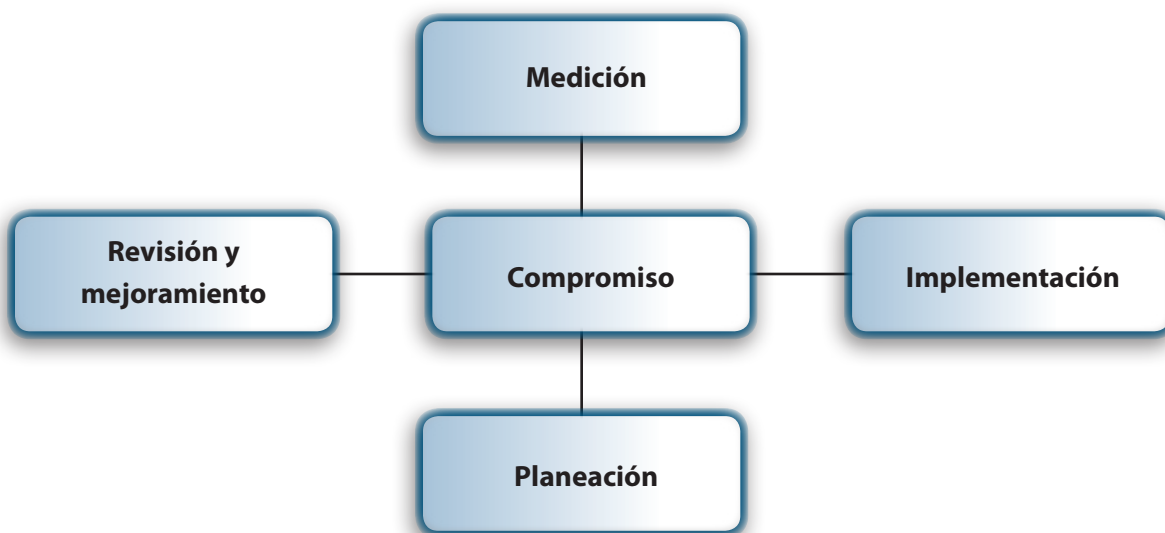 Medición
Revisión y
mejoramiento
Compromiso
Implementación
Planeación